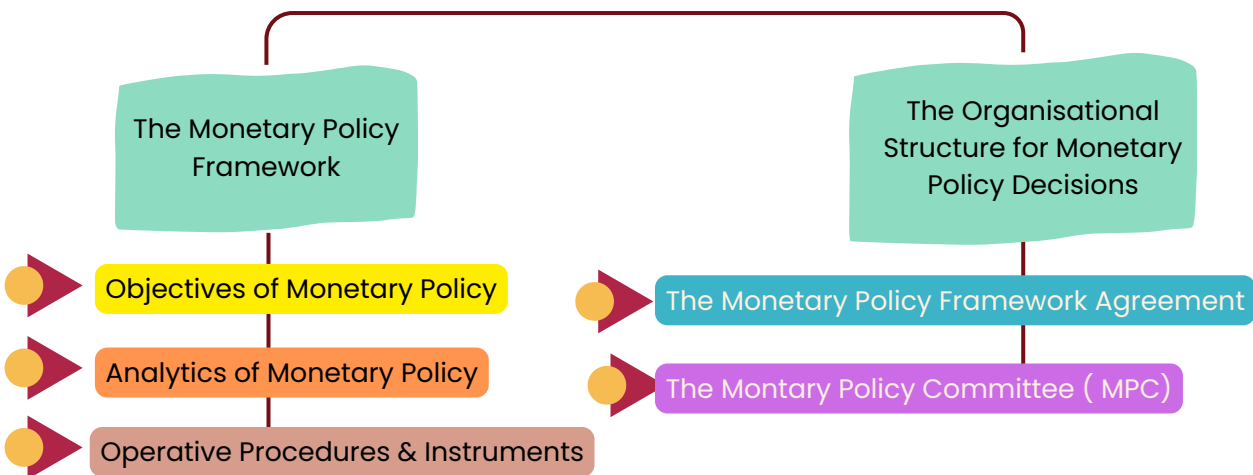 The Monetary Policy
Framework
Objectives of Monetary Policy
Analytics of Monetary Policy
Operative Procedures & Instruments
The Organisational
Structure for Monetary
Policy Decisions
The Monetary Policy Framework Agreement
The Montary Policy Committee ( MPC)